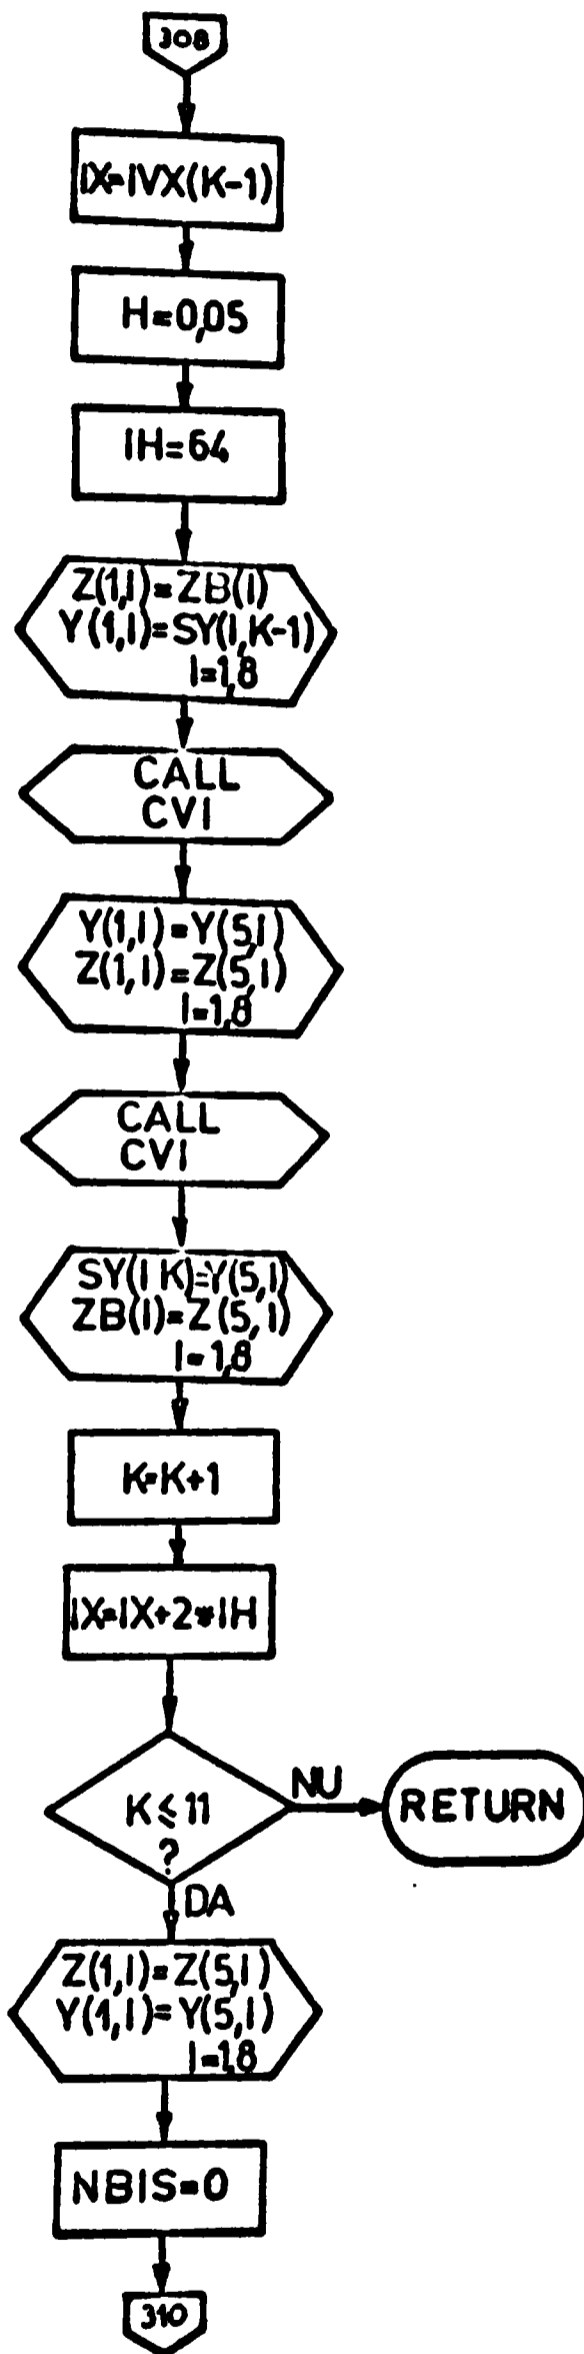 308
IX=IVX(K-1)
H=0,05
IH=64
Z(1,I)=ZB(I)
Y(1,I)=SY(I,K-1)
I=1,8
CALL
CVI
Y(1,I)=Y(5,I)
Z(1,I)=Z(5,I)
I=1,8
CALL
CVI
SY(I K)=Y(5,I)
ZB(I)=Z(5,I)
I=1,8
K=K+1
IX=IX+2*IH
K≤11
?
NU
RETURN
DA
Z(1,I)=Z(5,I)
Y(1,I)=Y(5,I)
I=1,8
NBIS=0
310